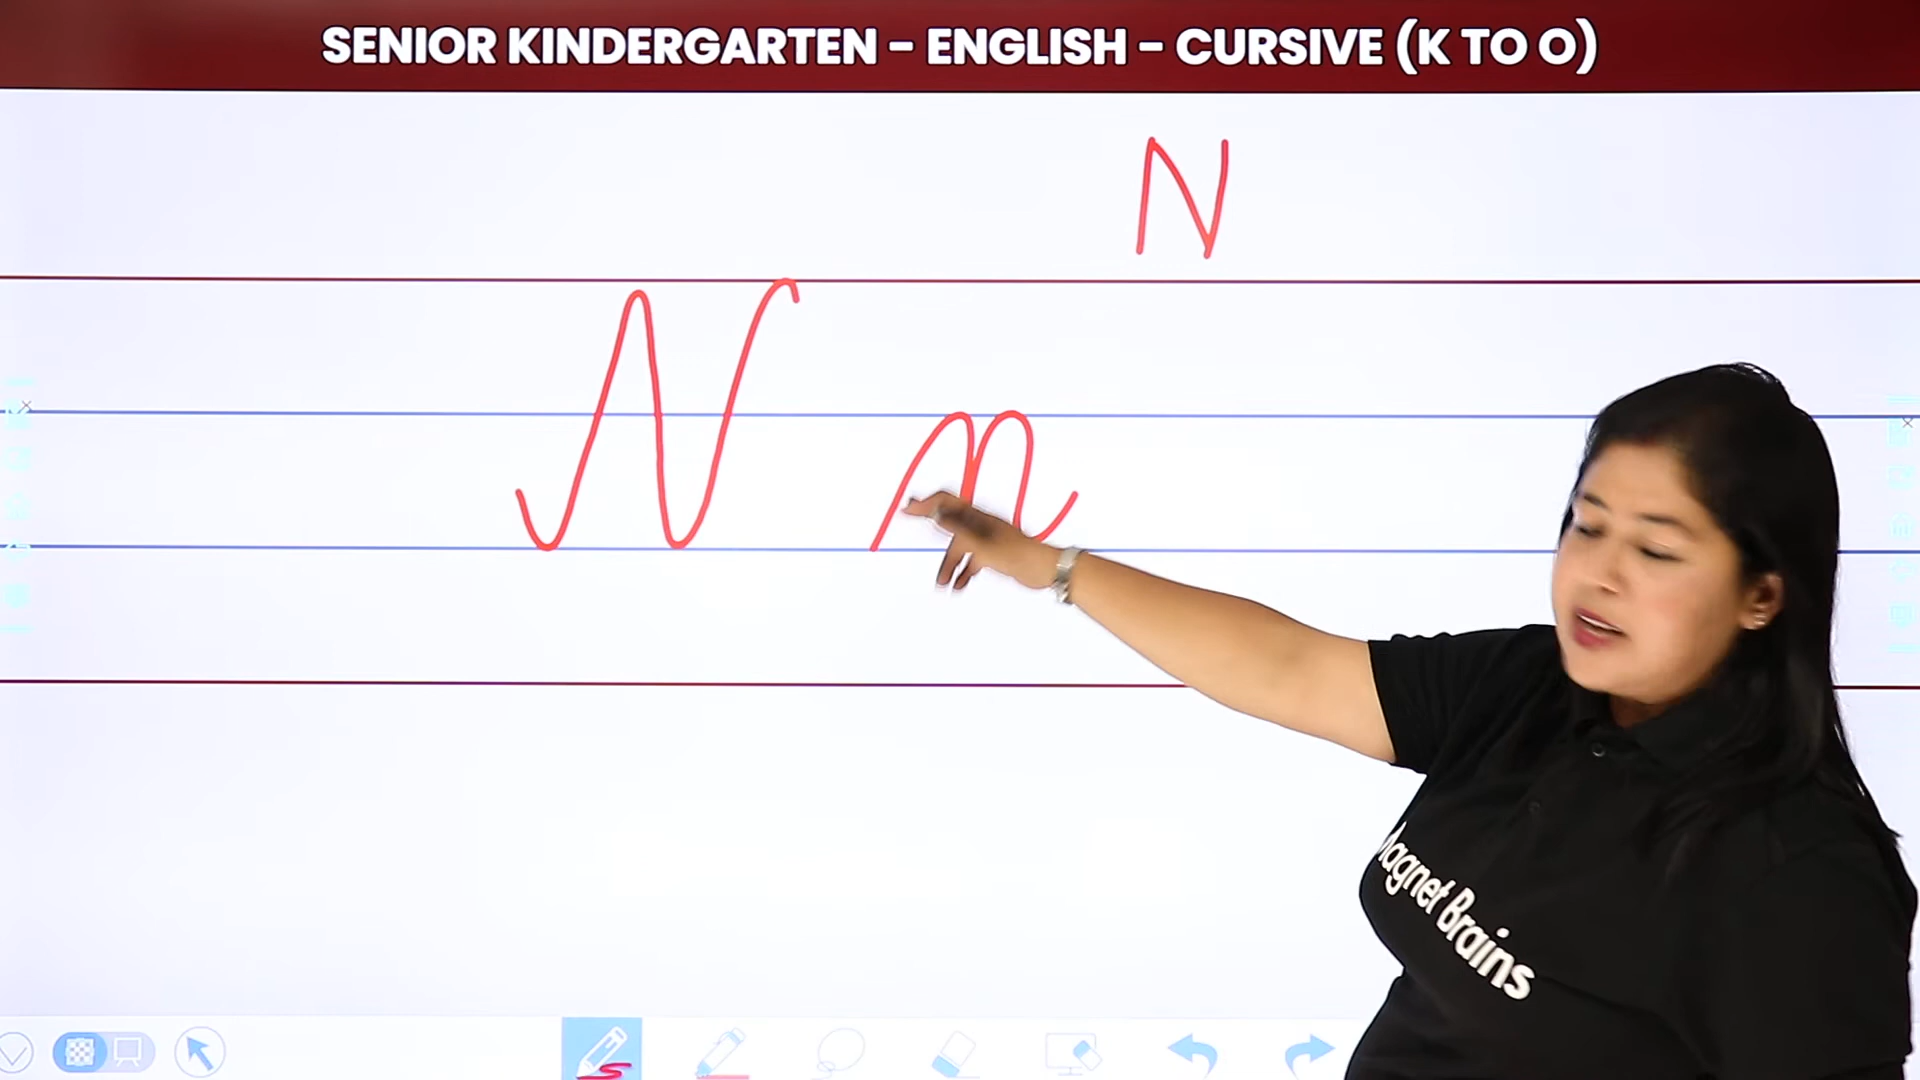 SENIOR KINDERGARTEN – ENGLISH – CURSIVE (K TO O)
N
N n
Magnet Brains